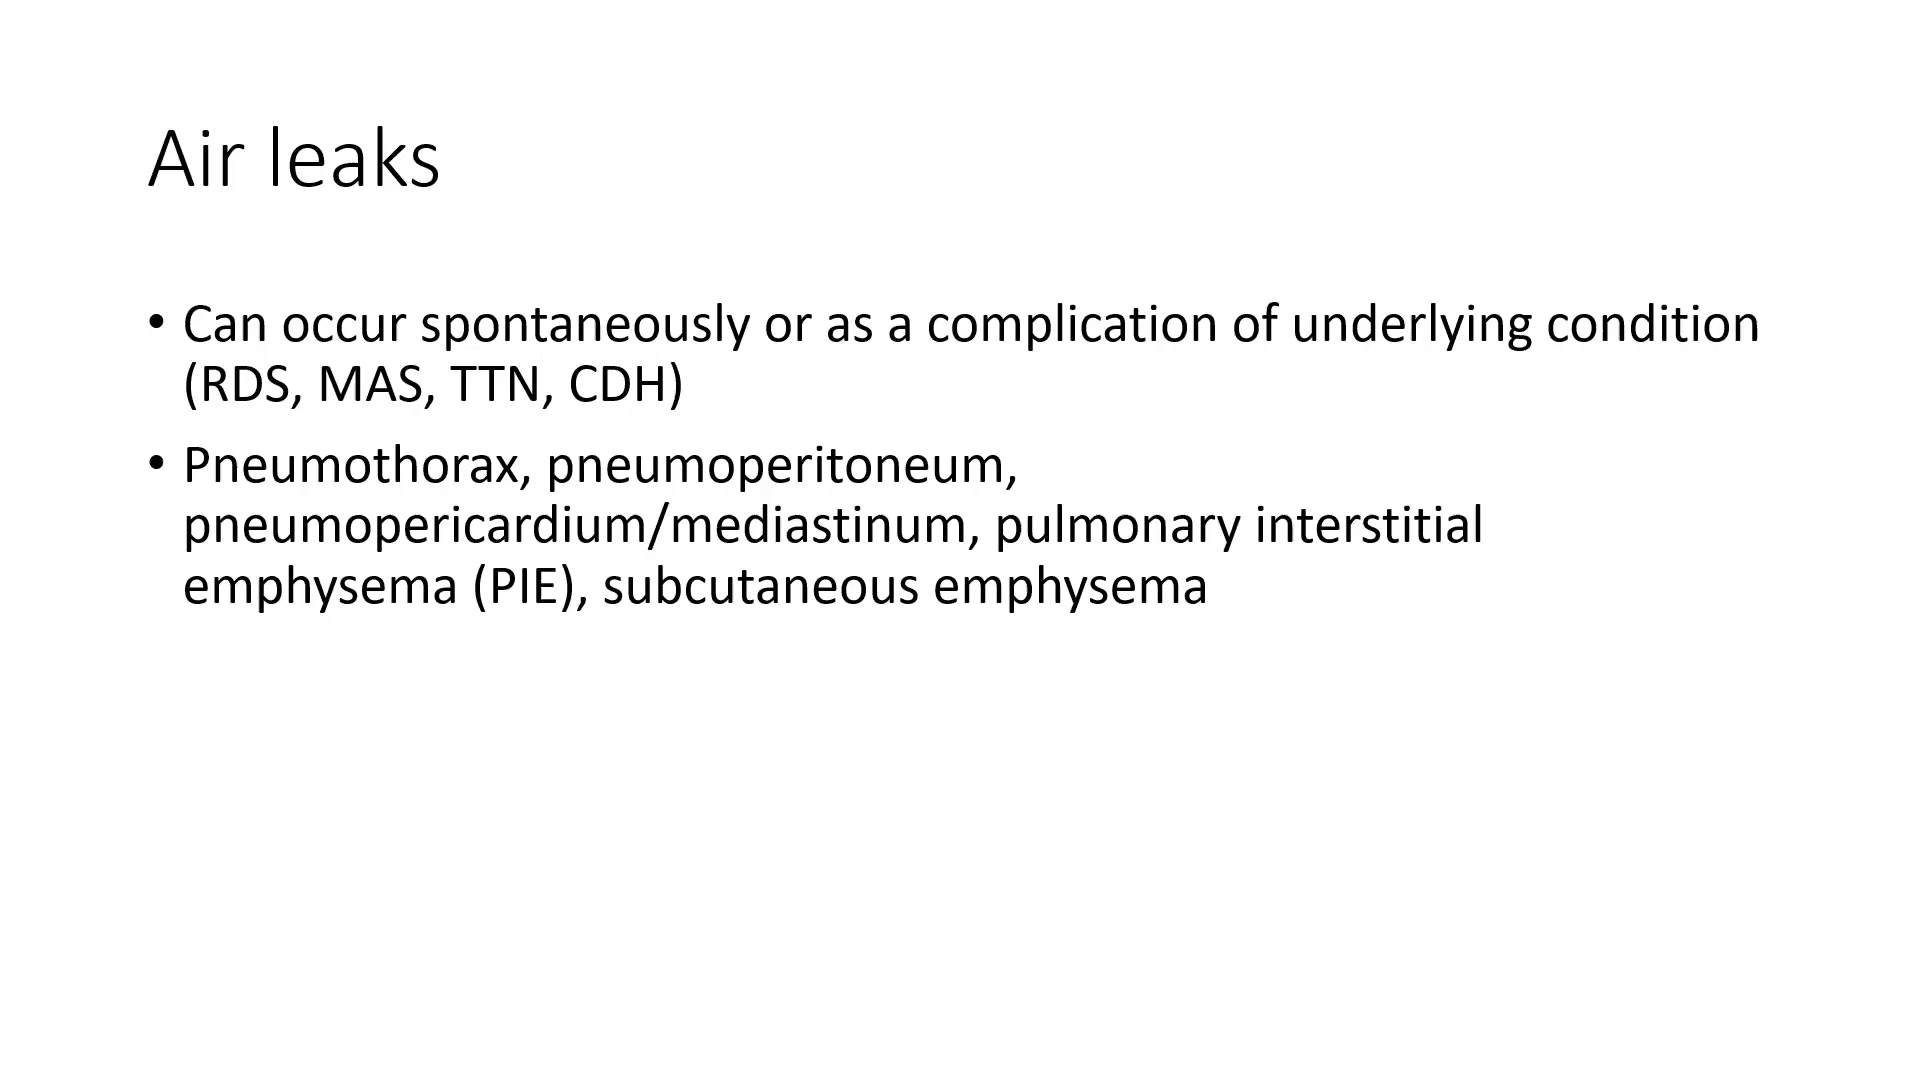 Air leaks
• Can occur spontaneously or as a complication of underlying condition
(RDS, MAS, TTN, CDH)
• Pneumothorax, pneumoperitoneum,
pneumopericardium/mediastinum, pulmonary interstitial
emphysema (PIE), subcutaneous emphysema